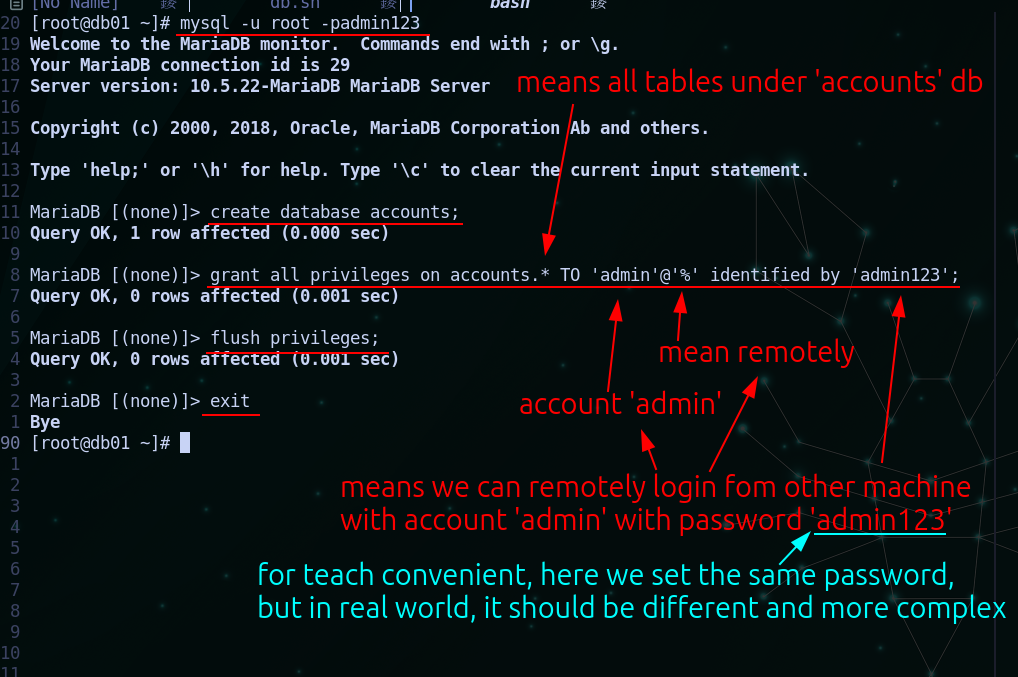 [No Name] db.sh bash
20 [root@db01 ~]# mysql -u root -padmin123
19 Welcome to the MariaDB monitor.  Commands end with ; or \g.
18 Your MariaDB connection id is 29
17 Server version: 10.5.22-MariaDB MariaDB Server
means all tables under 'accounts' db
16
15 Copyright (c) 2000, 2018, Oracle, MariaDB Corporation Ab and others.
14
13 Type 'help;' or '\h' for help. Type '\c' to clear the current input statement.
12
11 MariaDB [(none)]> create database accounts;
10 Query OK, 1 row affected (0.000 sec)
9
8 MariaDB [(none)]> grant all privileges on accounts.* TO 'admin'@'%' identified by 'admin123';
7 Query OK, 0 rows affected (0.001 sec)
6
5 MariaDB [(none)]> flush privileges;
4 Query OK, 0 rows affected (0.001 sec)
mean remotely
3
2 MariaDB [(none)]> exit
account 'admin'
1 Bye
90 [root@db01 ~]#
1
2
means we can remotely login fom other machine
3
with account 'admin' with password 'admin123'
4
5
6
for teach convenient, here we set the same password,
7
8
but in real world, it should be different and more complex
9
10
11